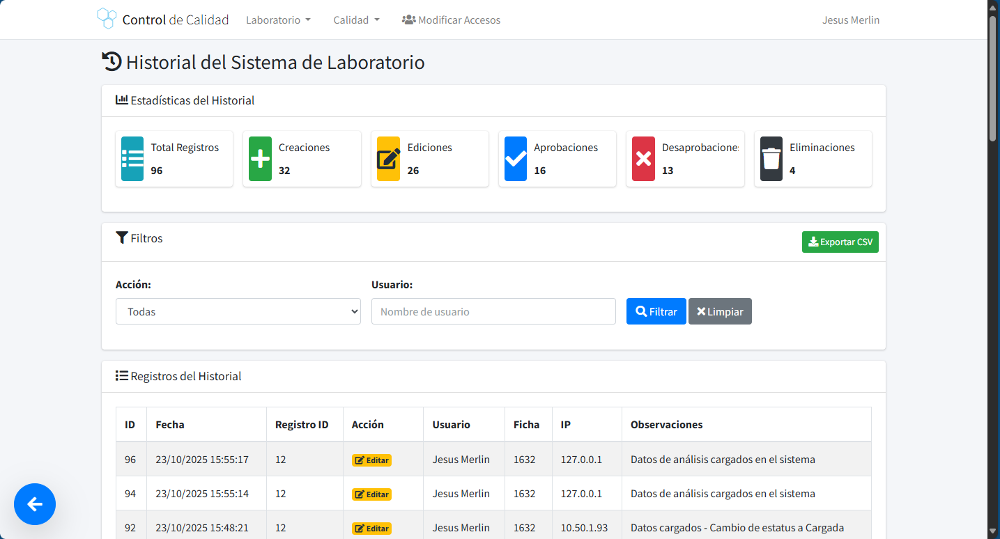 Control de Calidad Laboratorio Calidad Modificar Accesos Jesus Merlin
Historial del Sistema de Laboratorio
Estadísticas del Historial
Total Registros Creaciones Ediciones Aprobaciones Desaprobacione Eliminaciones
96 32 26 16 13 4
Filtros Exportar CSV
Acción: Usuario:
Todas Nombre de usuario Filtrar Limpiar
Registros del Historial
ID Fecha Registro ID Acción Usuario Ficha IP Observaciones
96 23/10/2025 15:55:17 12 Editar Jesus Merlin 1632 127.0.0.1 Datos de análisis cargados en el sistema
94 23/10/2025 15:55:14 12 Editar Jesus Merlin 1632 127.0.0.1 Datos de análisis cargados en el sistema
92 23/10/2025 15:48:21 12 Editar Jesus Merlin 1632 10.50.1.93 Datos cargados - Cambio de estatus a Cargada